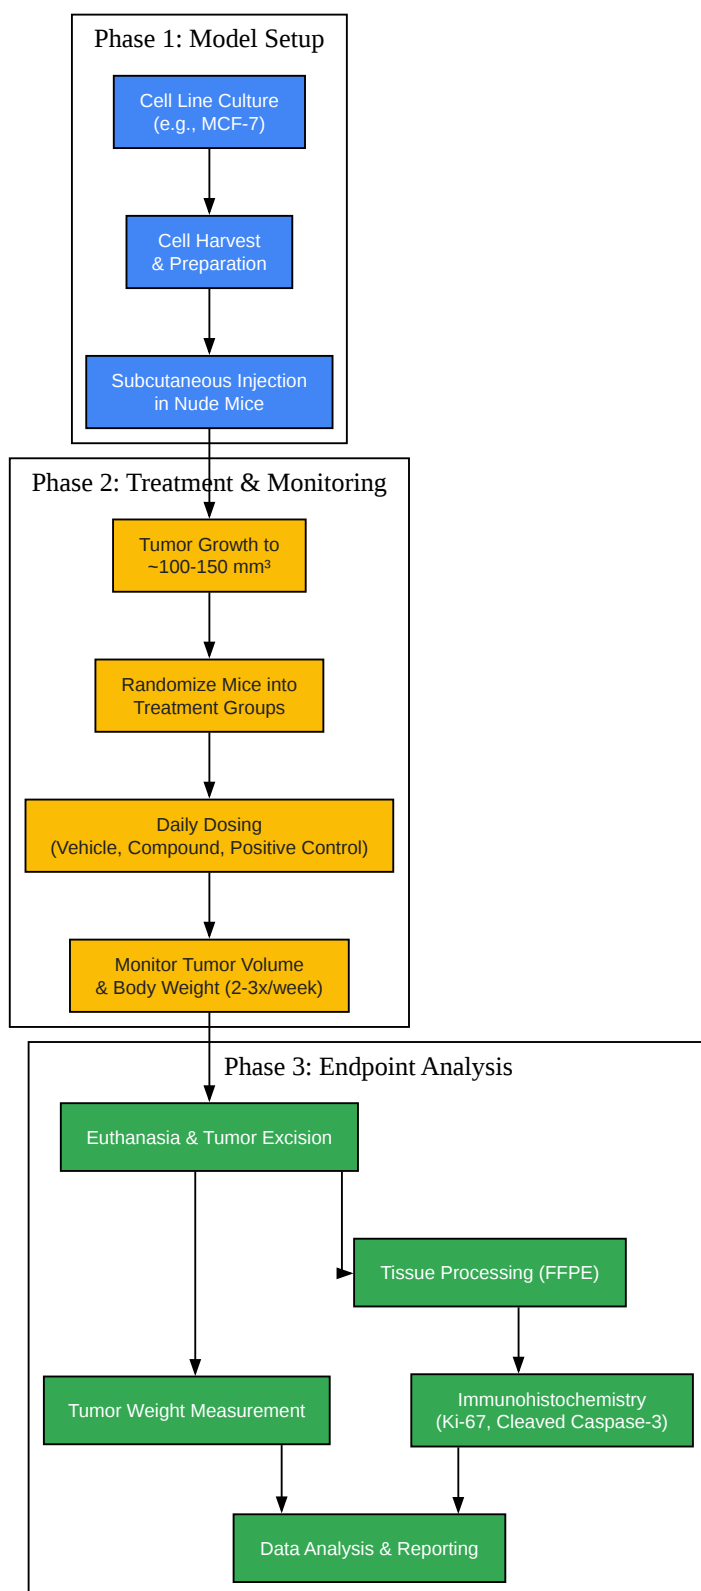 Phase 1: Model Setup
Cell Line Culture
(e.g., MCF-7)
Cell Harvest
& Preparation
Subcutaneous Injection
in Nude Mice
Phase 2: Treatment & Monitoring
Tumor Growth to
~100-150 mm³
Randomize Mice into
Treatment Groups
Daily Dosing
(Vehicle, Compound, Positive Control)
Monitor Tumor Volume
& Body Weight (2-3x/week)
Phase 3: Endpoint Analysis
Euthanasia & Tumor Excision
Tissue Processing (FFPE)
Tumor Weight Measurement
Immunohistochemistry
(Ki-67, Cleaved Caspase-3)
Data Analysis & Reporting